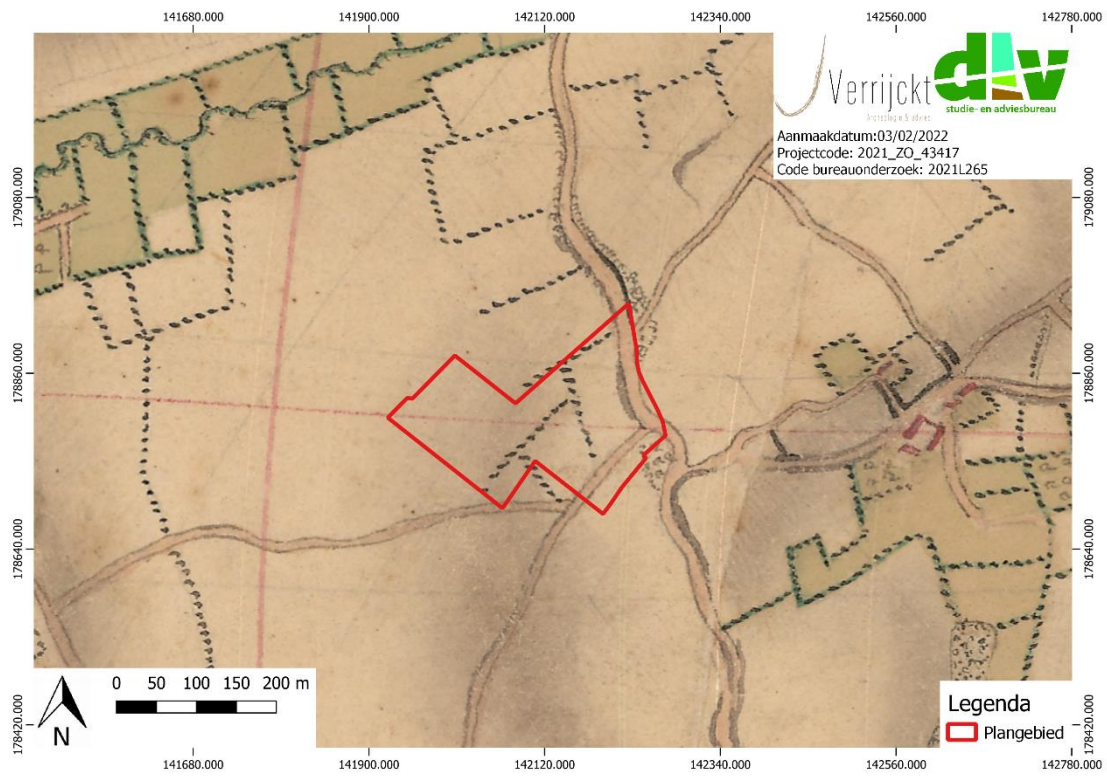 141680.000 141900.000 142120.000 142340.000 142560.000 142780.000
Verrijckt
Archeologie & advies
dlv
studie- en adviesbureau
Aanmaakdatum:03/02/2022
Projectcode: 2021_ZO_43417
Code bureauonderzoek: 2021L265
179080.000 179080.000
178860.000 178860.000
178640.000 178640.000
178420.000 178420.000
0 50 100 150 200 m
N
Legenda
Plangebied
141680.000 141900.000 142120.000 142340.000 142560.000 142780.000